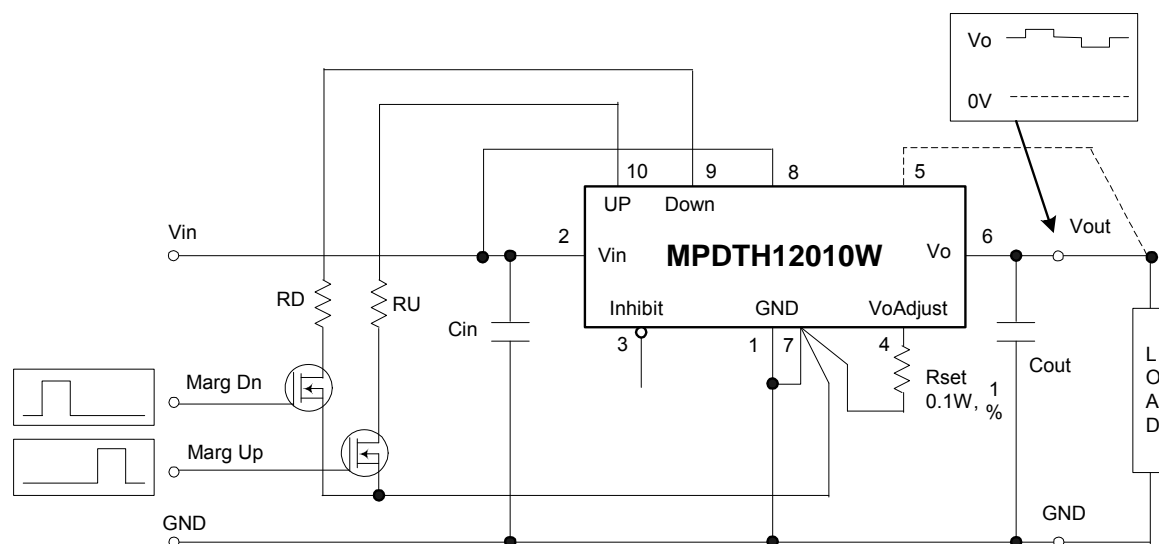 Vo
0V
10
9
8
5
UP
Down
Vin
2
Vin
MPDTH12010W
Vo
6
Vout
RD
RU
Cin
Inhibit
GND
VoAdjust
3
1
7
4
Rset
0.1W, 1%
Cout
LOAD
Marg Dn
Marg Up
GND
GND